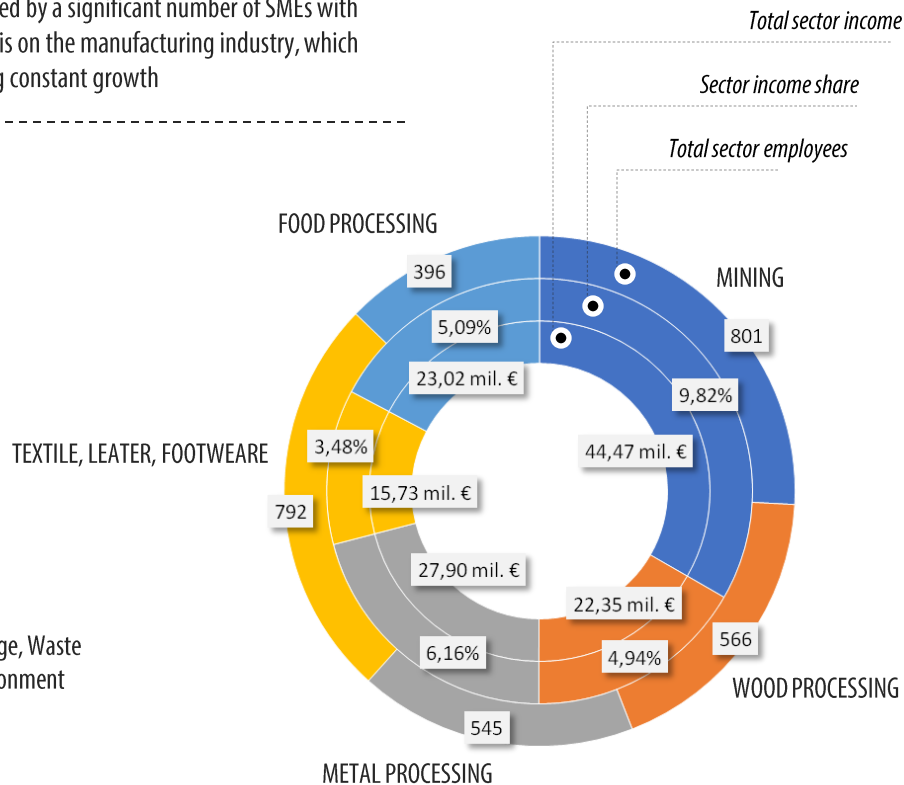 ed by a significant number of SMEs with
is on the manufacturing industry, which
g constant growth
Total sector income
Sector income share
Total sector employees
FOOD PROCESSING
396
5,09%
23,02 mil. €
MINING
801
9,82%
44,47 mil. €
TEXTILE, LEATER, FOOTWEARE
3,48%
15,73 mil. €
792
27,90 mil. €
6,16%
545
METAL PROCESSING
22,35 mil. €
4,94%
566
WOOD PROCESSING
ge, Waste
onment